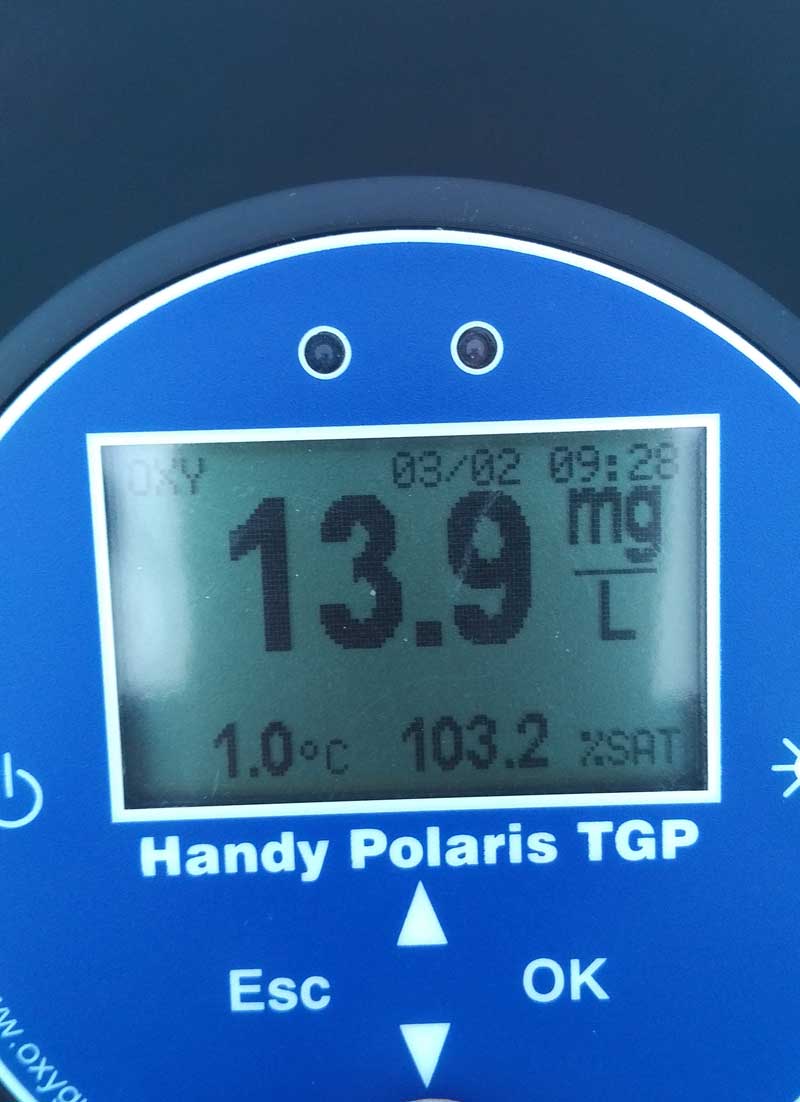 OXY 03/02 09:28
13.9 mg
L
1.0°C 103.2 %SAT
Handy Polaris TGP
Esc OK